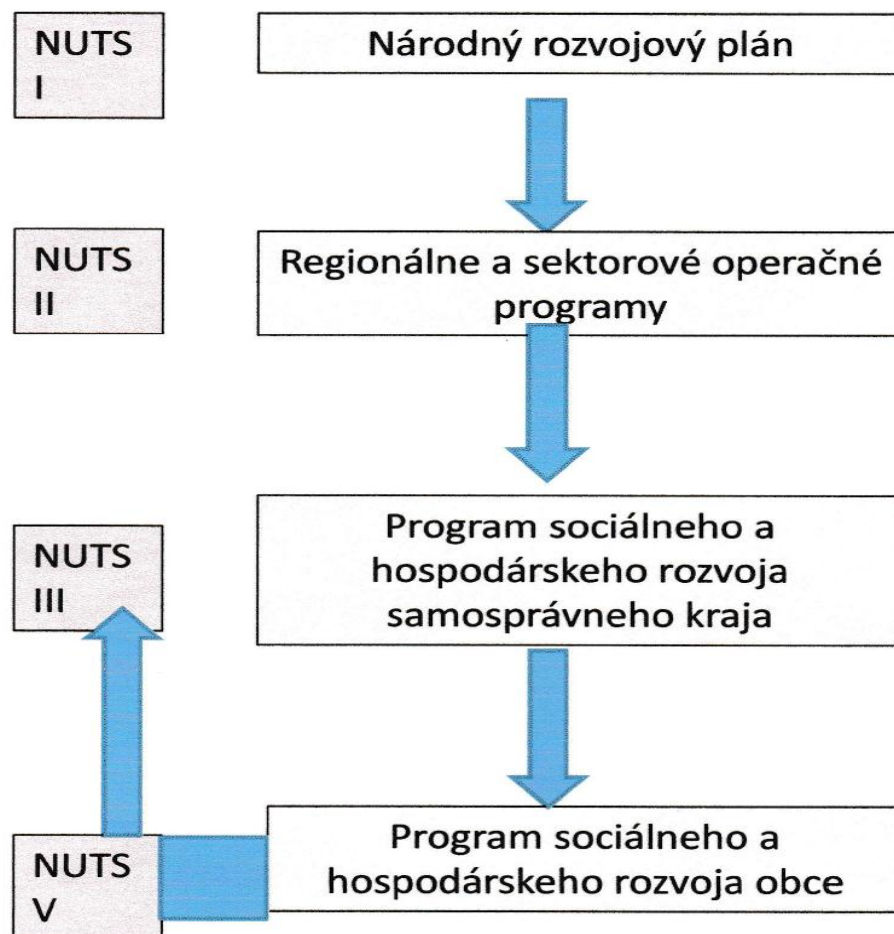 NUTS
I
Národný rozvojový plán
NUTS
II
Regionálne a sektorové operačné
programy
NUTS
III
Program sociálneho a
hospodárskeho rozvoja
samosprávneho kraja
NUTS
V
Program sociálneho a
hospodárskeho rozvoja obce